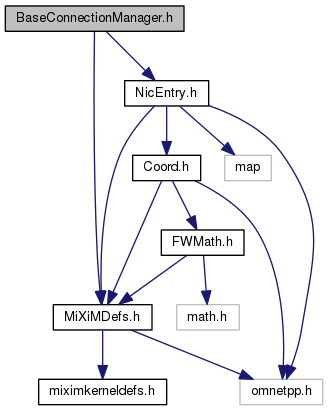 BaseConnectionManager.h
NicEntry.h
Coord.h
map
FWMath.h
MiXiMDefs.h
math.h
miximkerneldefs.h
omnetpp.h